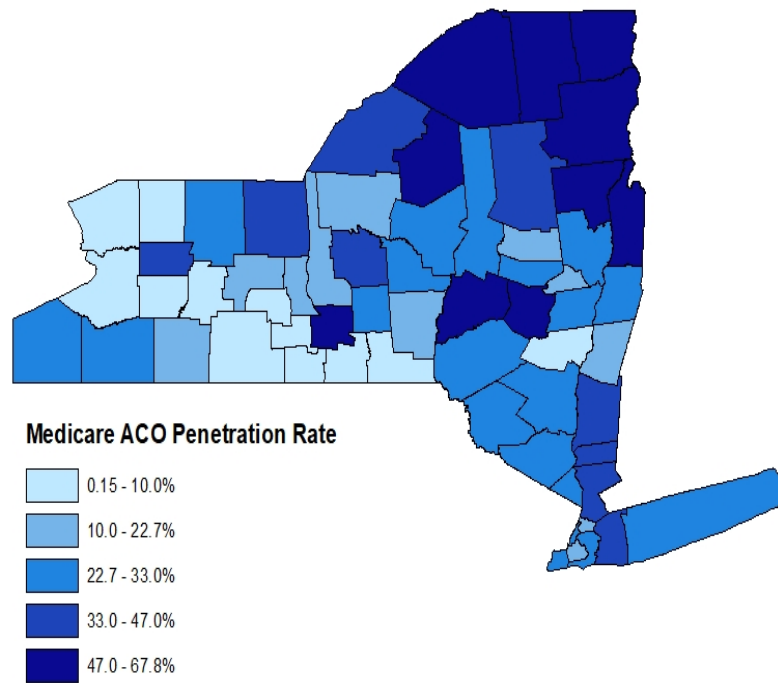 Medicare ACO Penetration Rate
0.15 - 10.0%
10.0 - 22.7%
22.7 - 33.0%
33.0 - 47.0%
47.0 - 67.8%